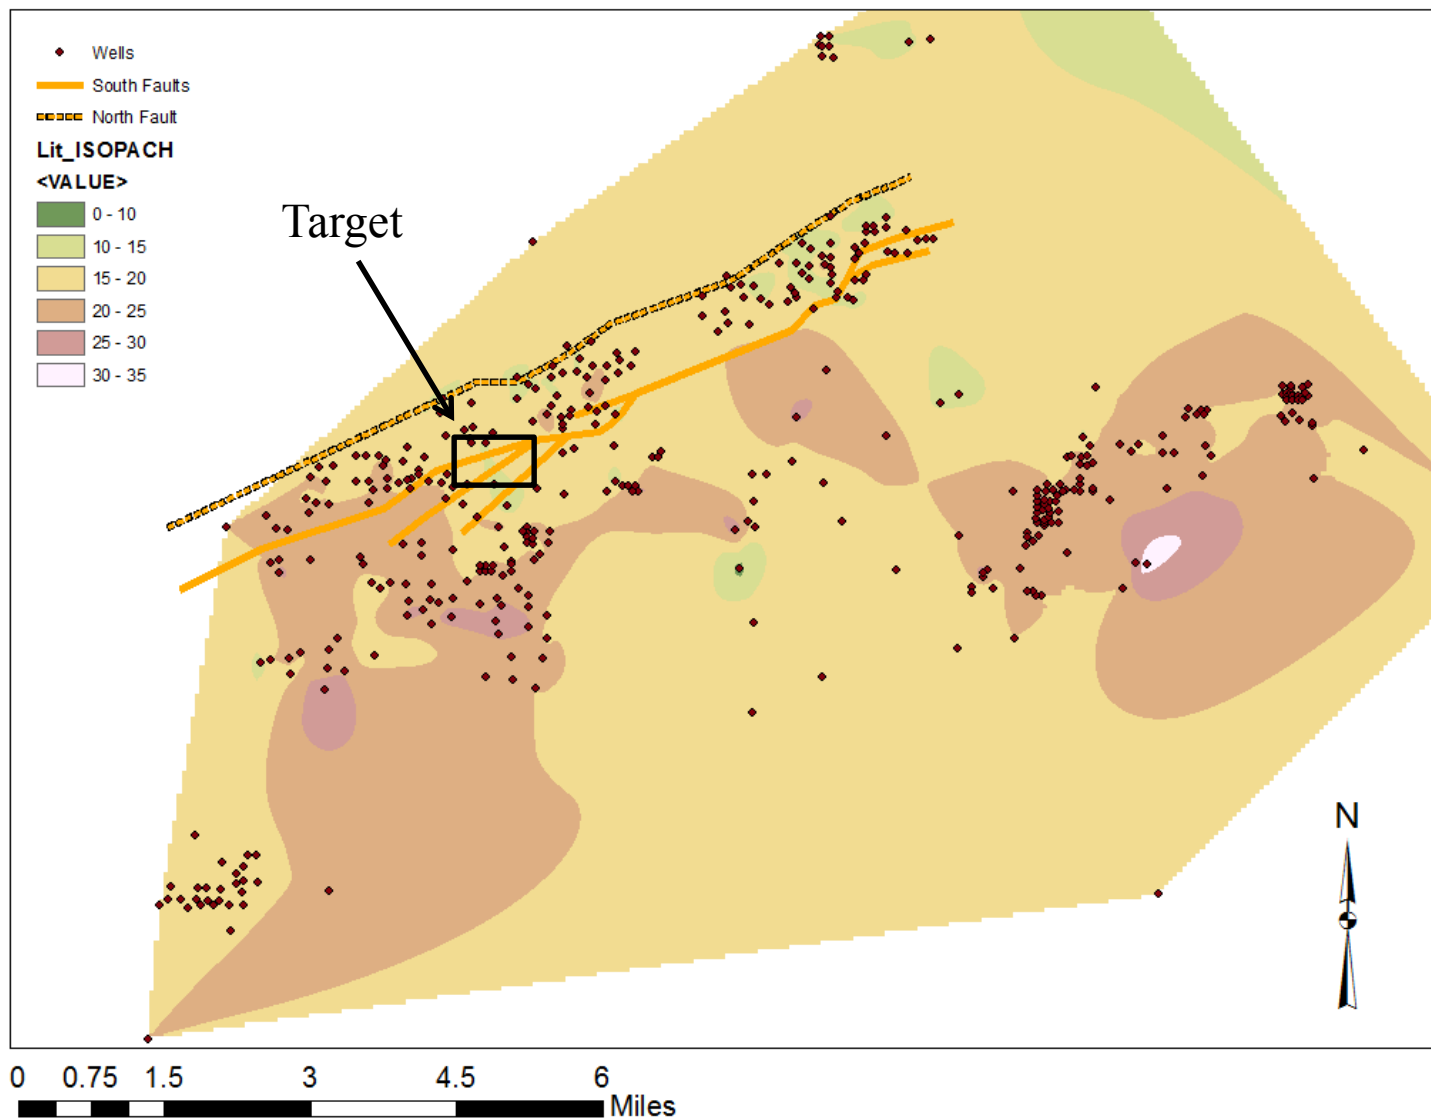 Wells
South Faults
North Fault
Lit_ISOPACH
<VALUE>
0 - 10
10 - 15
15 - 20
20 - 25
25 - 30
30 - 35
Target
N
0 0.75 1.5 3 4.5 6
Miles